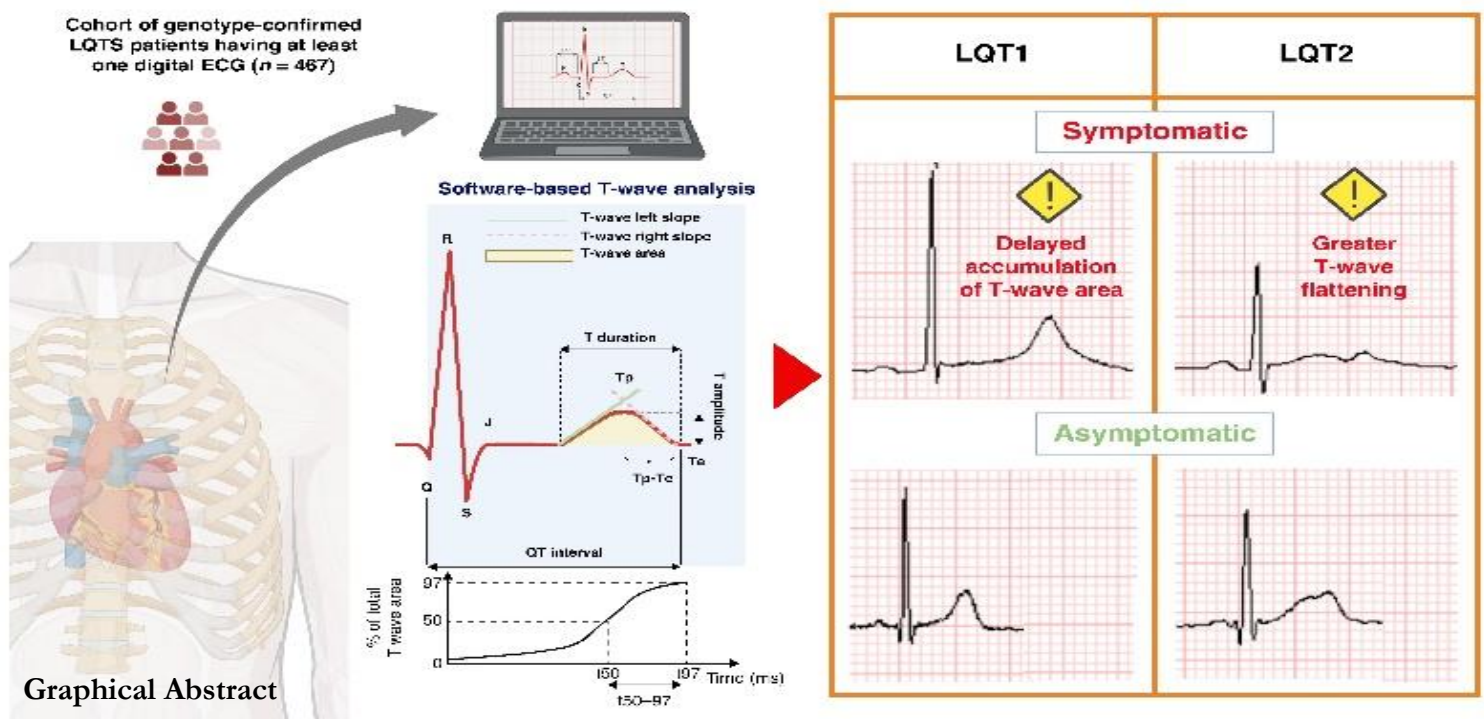 Cohort of genotype-confirmed
LQTS patients having at least
one digital ECG (n = 467)
Software-based T-wave analysis
T-wave left slope
T-wave right slope
T-wave area
R
T duration
Tp
T amplitude
J
Te
Tp-Te
Q
S
QT interval
% of total
T wave area
97
50
0
t50
t97
Time (ms)
t50–97
Graphical Abstract
LQT1
LQT2
Symptomatic
Delayed
accumulation
of T-wave area
Greater
T-wave
flattening
Asymptomatic